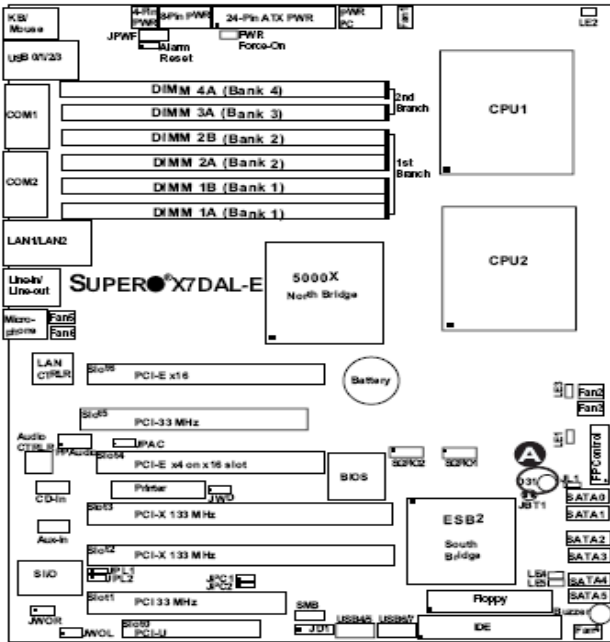 KB/
Mouse
4-Pin
PWR
8-Pin PWR
24-Pin ATX PWR
PWR
PC
Fan1
LE2
JPWF
Alarm
Reset
PWR
Force-On
USB 0/1/2/3
COM1
COM2
DIMM 4A (Bank 4)
DIMM 3A (Bank 3)
DIMM 2B (Bank 2)
DIMM 2A (Bank 2)
DIMM 1B (Bank 1)
DIMM 1A (Bank 1)
2nd
Branch
1st
Branch
CPU1
CPU2
LAN1/LAN2
Line-in/
Line-out
SUPER®X7DAL-E
5000X
North Bridge
Micro-
phone
Fan5
Fan6
LAN
CTRLR
Slot6
PCI-E x16
Battery
LE3
Fan2
Fan3
Slot5
PCI-33 MHz
Audio
CTRLR
FPAudio
JPAC
LE1
FPControl
Slot4
PCI-E x4 on x16 slot
BIOS
SGPIO2
SGPIO1
A
D31
JL1
JBT1
CD-In
Printer
JWD
Slot3
PCI-X 133 MHz
Aux-In
ESB2
South
Bridge
SATA0
SATA1
SATA2
SATA3
SATA4
SATA5
Slot2
PCI-X 133 MHz
SI/O
JPL1
JPL2
JPC1
JPC2
LE4
LE5
Slot1
PCI 33 MHz
Floppy
Buzzer
JWOR
SMB
JWOL
Slot0
PCI-U
JD1
USB4/5
USB6/7
IDE
Fan4